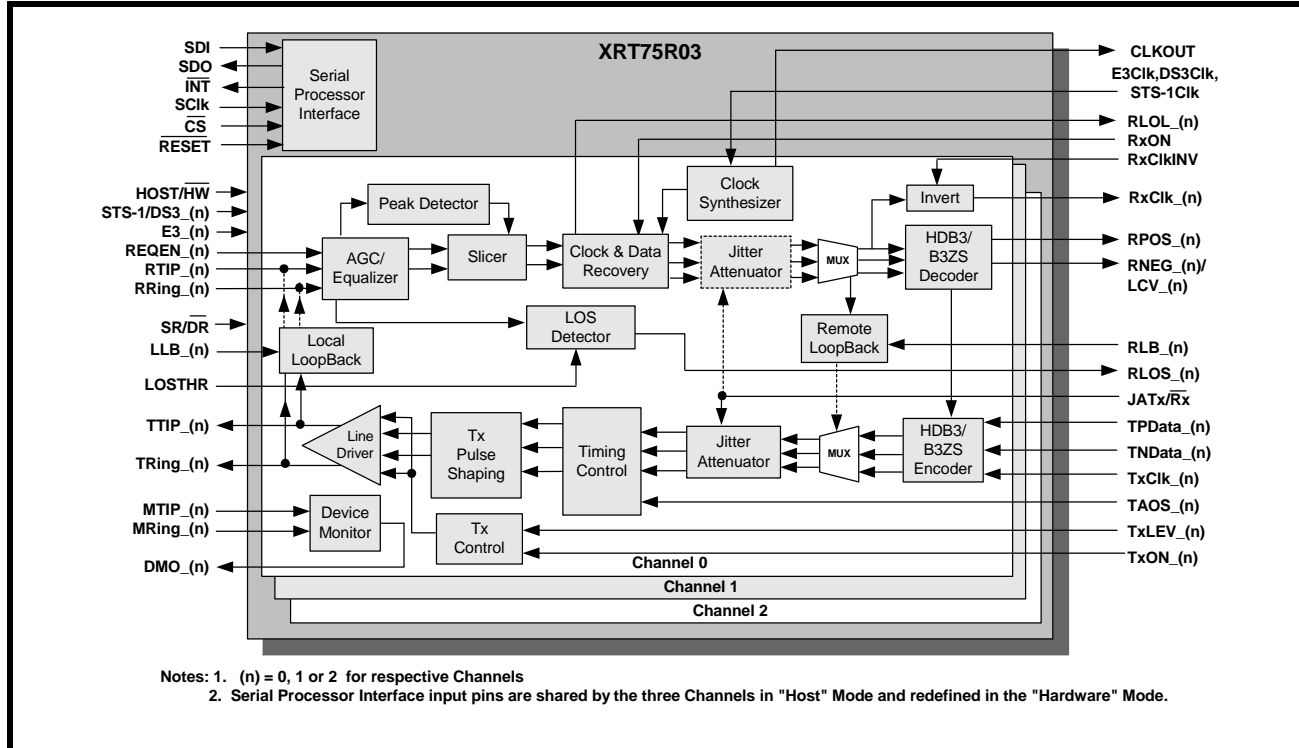 XRT75R03
SDI
SDO
INT
SClk
CS
RESET
Serial
Processor
Interface
CLKOUT
E3Clk,DS3Clk,
STS-1Clk
RLOL_(n)
RxON
RxClkINV
RxClk_(n)
RPOS_(n)
RNEG_(n)/
LCV_(n)
RLB_(n)
RLOS_(n)
JATx/Rx
TPData_(n)
TNData_(n)
TxClk_(n)
TAOS_(n)
TxLEV_(n)
TxON_(n)
HOST/HW
STS-1/DS3_(n)
E3_(n)
REQEN_(n)
RTIP_(n)
RRing_(n)
SR/DR
LLB_(n)
LOSTHR
TTIP_(n)
TRing_(n)
MTIP_(n)
MRing_(n)
DMO_(n)
Peak Detector
AGC/
Equalizer
Slicer
Clock & Data
Recovery
Clock
Synthesizer
Jitter
Attenuator
MUX
Invert
HDB3/
B3ZS
Decoder
LOS
Detector
Remote
LoopBack
Local
LoopBack
Line
Driver
Tx
Pulse
Shaping
Timing
Control
Jitter
Attenuator
MUX
HDB3/
B3ZS
Encoder
Device
Monitor
Tx
Control
Channel 0
Channel 1
Channel 2
Notes: 1. (n) = 0, 1 or 2 for respective Channels
2. Serial Processor Interface input pins are shared by the three Channels in "Host" Mode and redefined in the "Hardware" Mode.